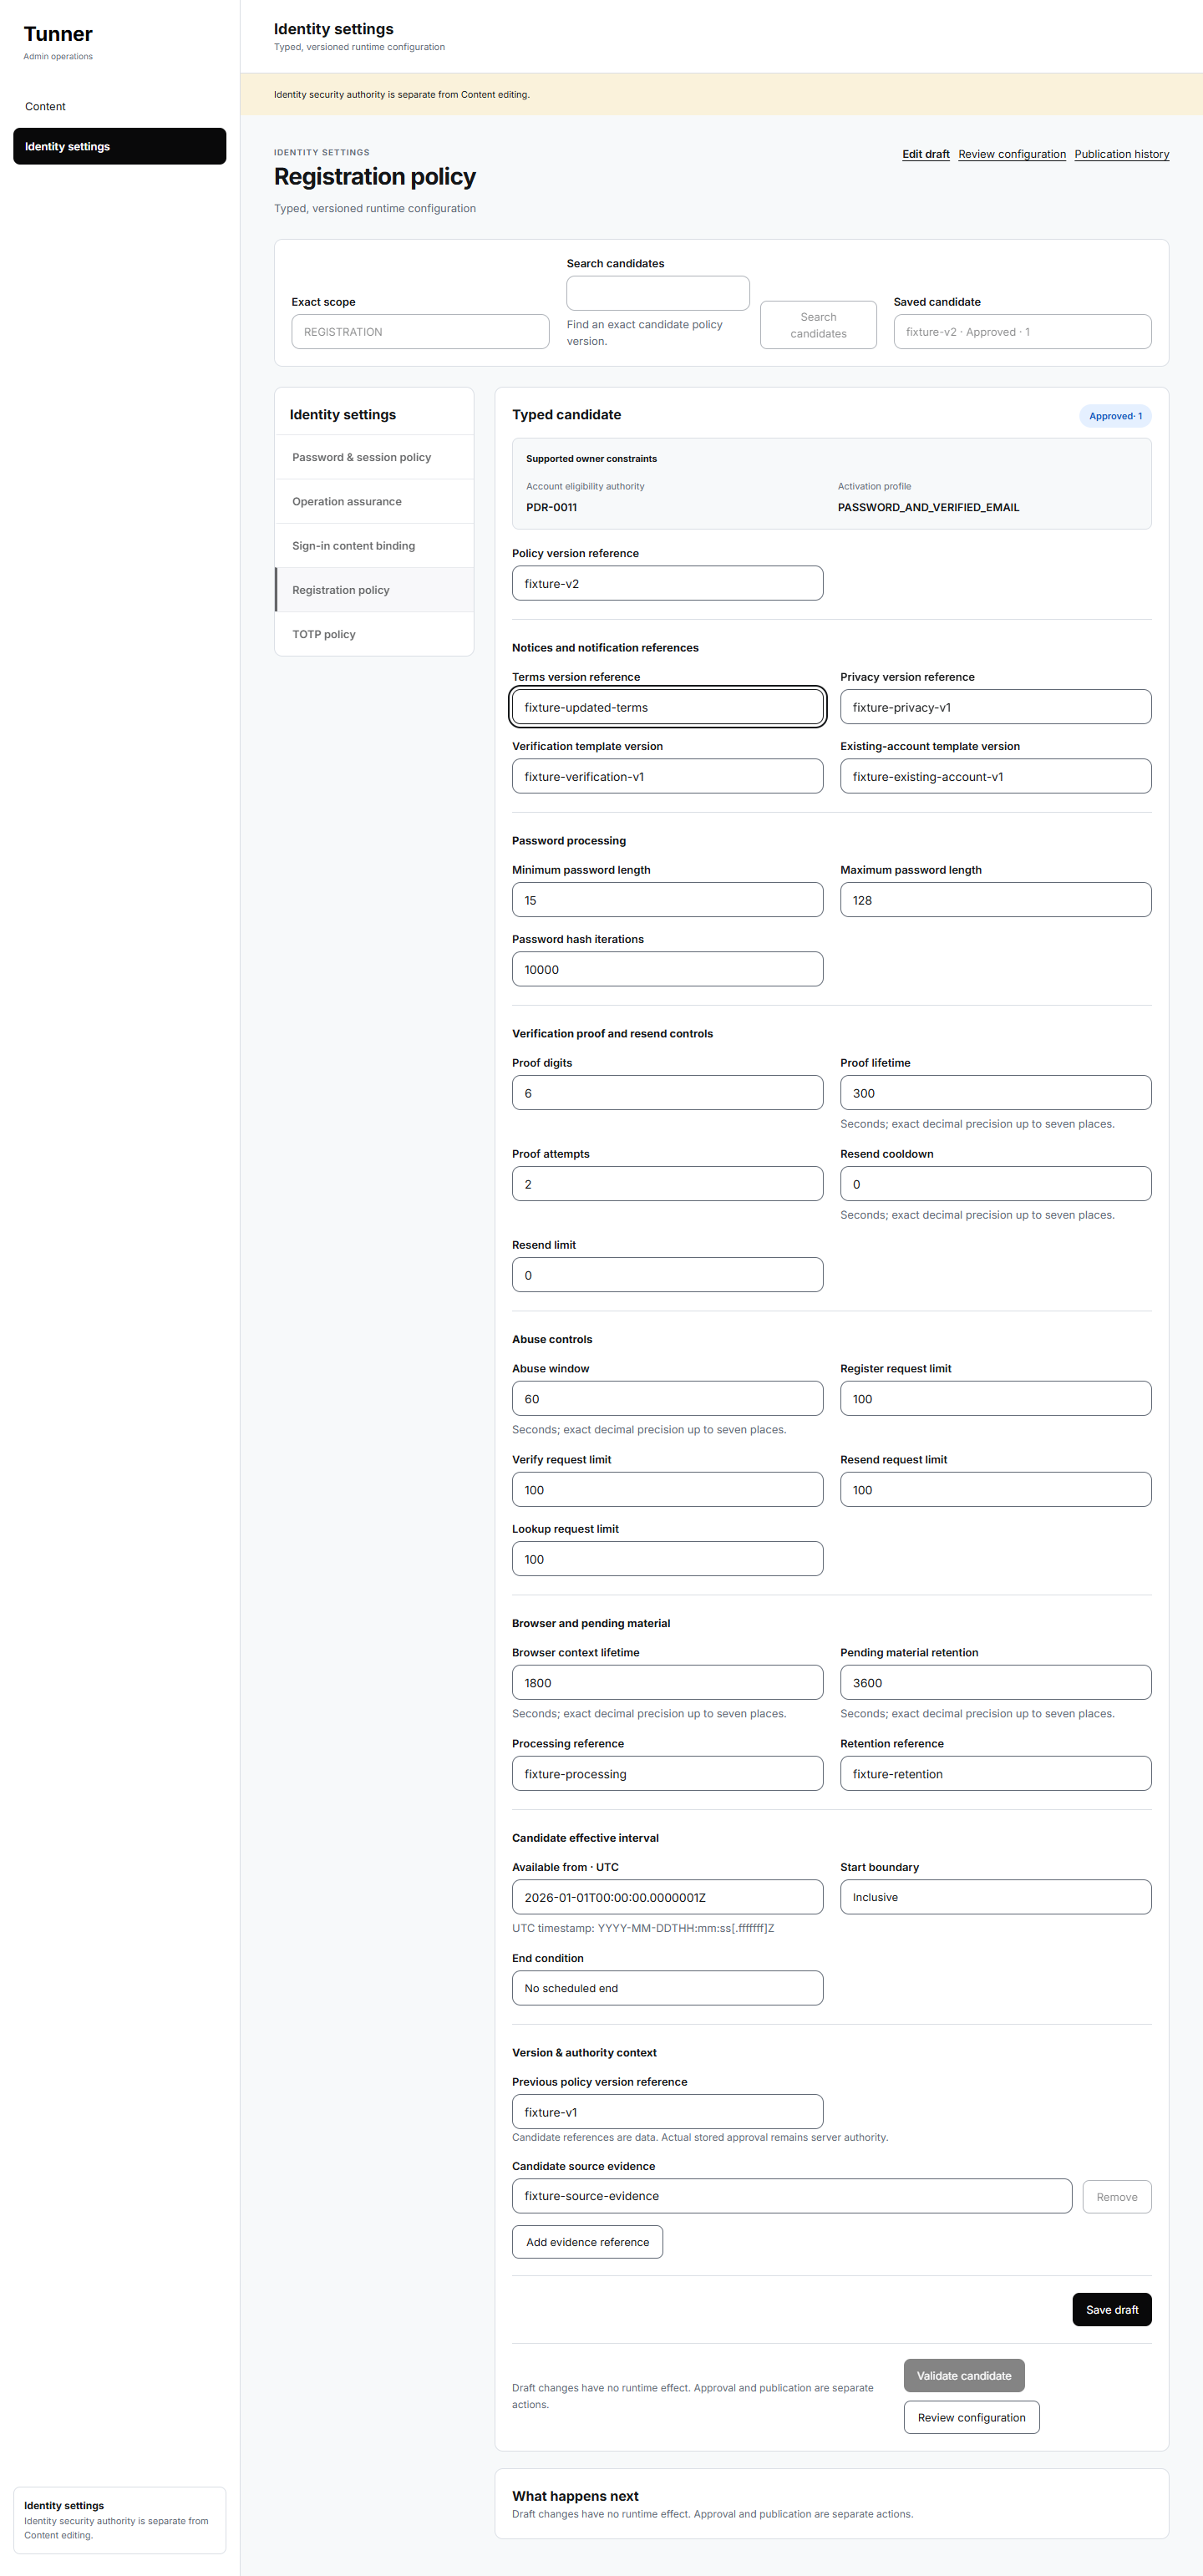 Tunner
Admin operations
Content
Identity settings
Identity settings
Typed, versioned runtime configuration
Identity security authority is separate from Content editing.
IDENTITY SETTINGS
Registration policy
Typed, versioned runtime configuration
Edit draft
Review configuration
Publication history
Exact scope
REGISTRATION
Search candidates
Find an exact candidate policy
version.
Search
candidates
Saved candidate
fixture-v2 · Approved · 1
Identity settings
Password & session policy
Operation assurance
Sign-in content binding
Registration policy
TOTP policy
Typed candidate
Approved· 1
Supported owner constraints
Account eligibility authority
PDR-0011
Activation profile
PASSWORD_AND_VERIFIED_EMAIL
Policy version reference
fixture-v2
Notices and notification references
Terms version reference
fixture-updated-terms
Privacy version reference
fixture-privacy-v1
Verification template version
fixture-verification-v1
Existing-account template version
fixture-existing-account-v1
Password processing
Minimum password length
15
Maximum password length
128
Password hash iterations
10000
Verification proof and resend controls
Proof digits
6
Proof lifetime
300
Seconds; exact decimal precision up to seven places.
Proof attempts
2
Resend cooldown
0
Seconds; exact decimal precision up to seven places.
Resend limit
0
Abuse controls
Abuse window
60
Seconds; exact decimal precision up to seven places.
Register request limit
100
Verify request limit
100
Resend request limit
100
Lookup request limit
100
Browser and pending material
Browser context lifetime
1800
Seconds; exact decimal precision up to seven places.
Pending material retention
3600
Seconds; exact decimal precision up to seven places.
Processing reference
fixture-processing
Retention reference
fixture-retention
Candidate effective interval
Available from · UTC
2026-01-01T00:00:00.0000001Z
UTC timestamp: YYYY-MM-DDTHH:mm:ss[.fffffff]Z
Start boundary
Inclusive
End condition
No scheduled end
Version & authority context
Previous policy version reference
fixture-v1
Candidate references are data. Actual stored approval remains server authority.
Candidate source evidence
fixture-source-evidence
Remove
Add evidence reference
Save draft
Draft changes have no runtime effect. Approval and publication are separate
actions.
Validate candidate
Review configuration
What happens next
Draft changes have no runtime effect. Approval and publication are separate actions.
Identity settings
Identity security authority is separate from
Content editing.